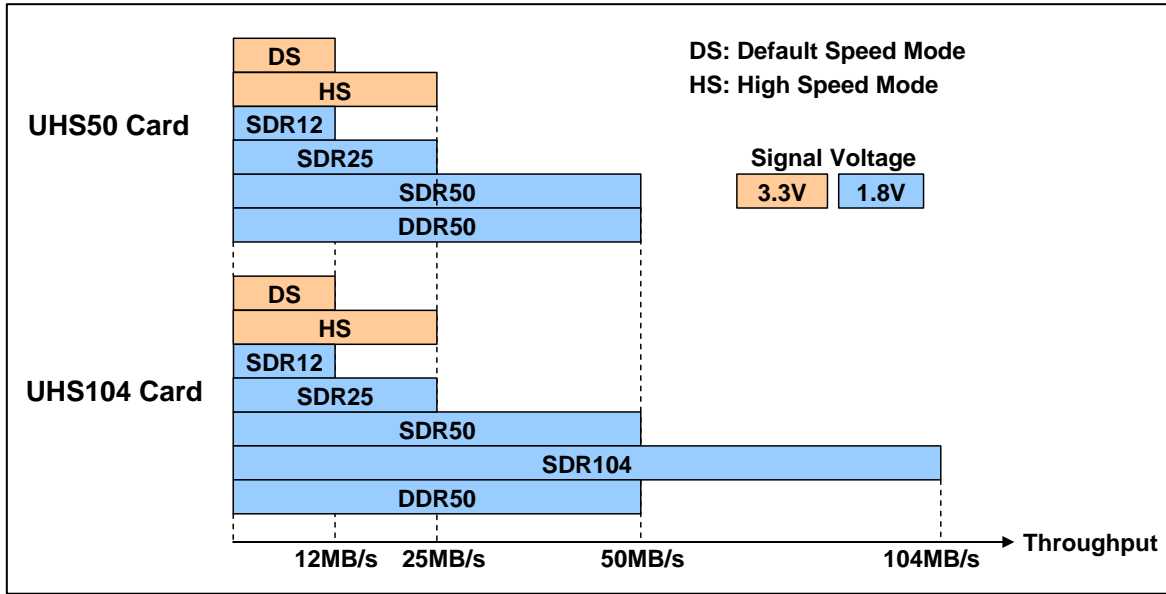 DS: Default Speed Mode
HS: High Speed Mode
Signal Voltage
3.3V 1.8V
UHS50 Card
DS
HS
SDR12
SDR25
SDR50
DDR50
UHS104 Card
DS
HS
SDR12
SDR25
SDR50
SDR104
DDR50
12MB/s 25MB/s 50MB/s 104MB/s
Throughput